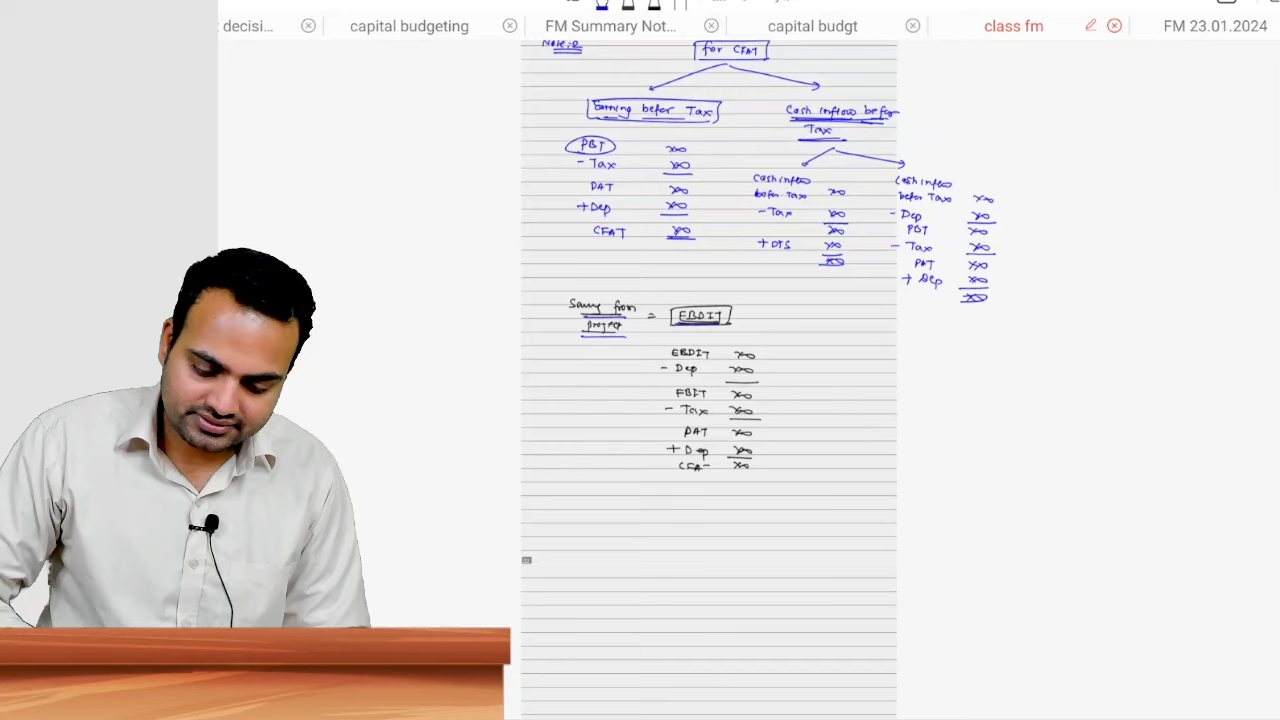 decisi...
capital budgeting
FM Summary Not...
capital budgt
class fm
FM 23.01.2024
Note:-
for CFAT
Earning befor Tax
Cash inflow befor
Tax
PBT xx
- Tax xx
PAT xx
+ Dep xx
CFAT xx
Cash inflow
befor Tax xx
- Tax xx
xx
+ DTS xx
xx
Cash inflow
befor Tax xx
- Dep xx
PBT xx
- Tax xx
PAT xx
+ Dep xx
xx
Saving from
project = EBDIT
EBDIT xx
- Dep xx
EBIT xx
- Tax xx
PAT xx
+ Dep xx
CFAT xx
22